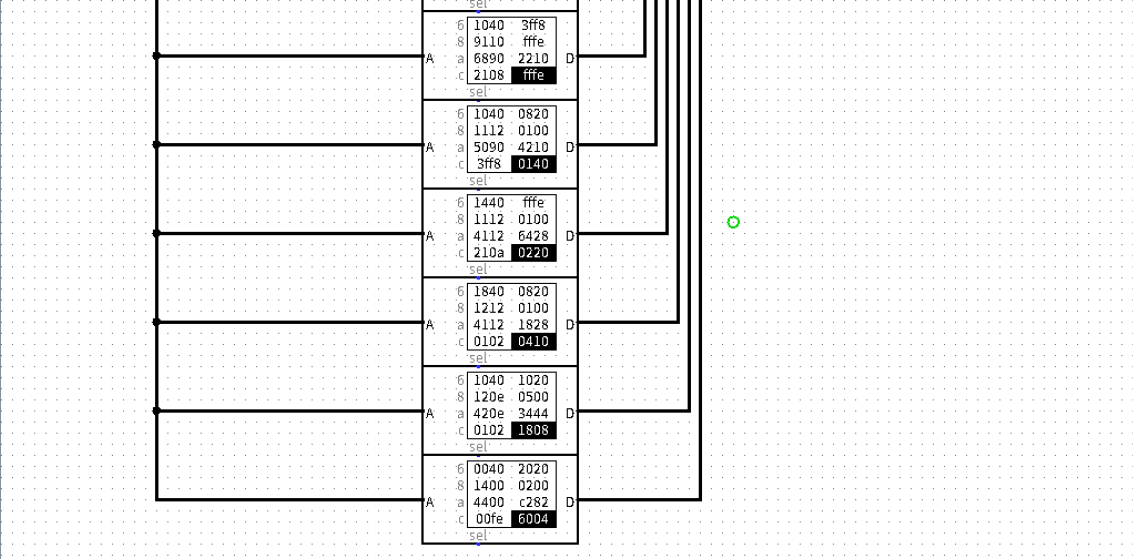 sel
6 1040 3ff8
8 9110 fffe
A a 6890 2210 D
c 2108 fffe
sel
6 1040 0820
8 1112 0100
A a 5090 4210 D
c 3ff8 0140
sel
6 1440 fffe
8 1112 0100
A a 4112 6428 D
c 210a 0220
sel
6 1840 0820
8 1212 0100
A a 4112 1828 D
c 0102 0410
sel
6 1040 1020
8 120e 0500
A a 420e 3444 D
c 0102 1808
sel
6 0040 2020
8 1400 0200
A a 4400 c282 D
c 00fe 6004
sel